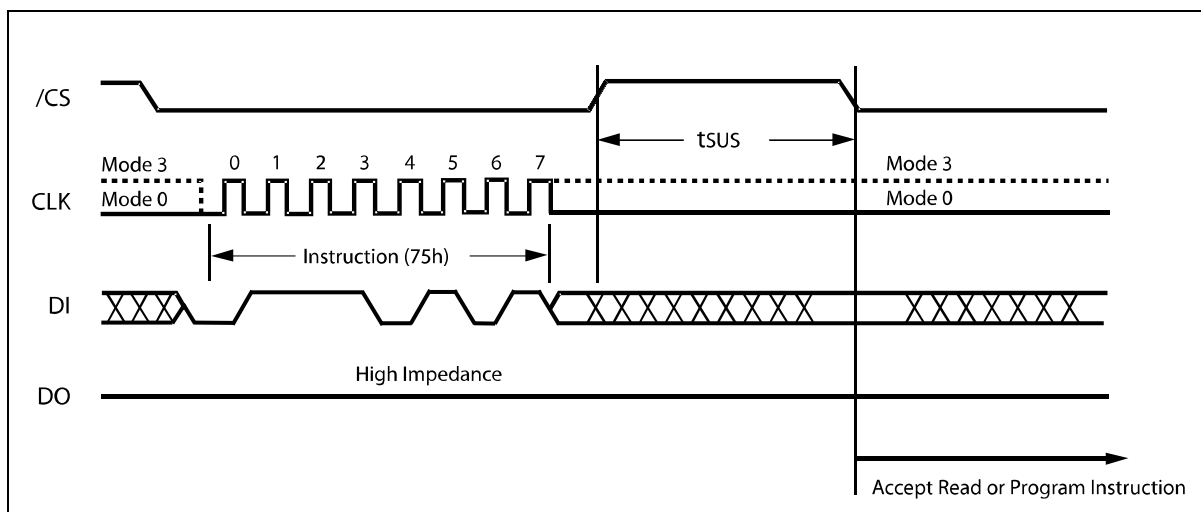 /CS
tSUS
Mode 3
0 1 2 3 4 5 6 7
Mode 3
CLK
Mode 0
Mode 0
Instruction (75h)
DI
High Impedance
DO
Accept Read or Program Instruction